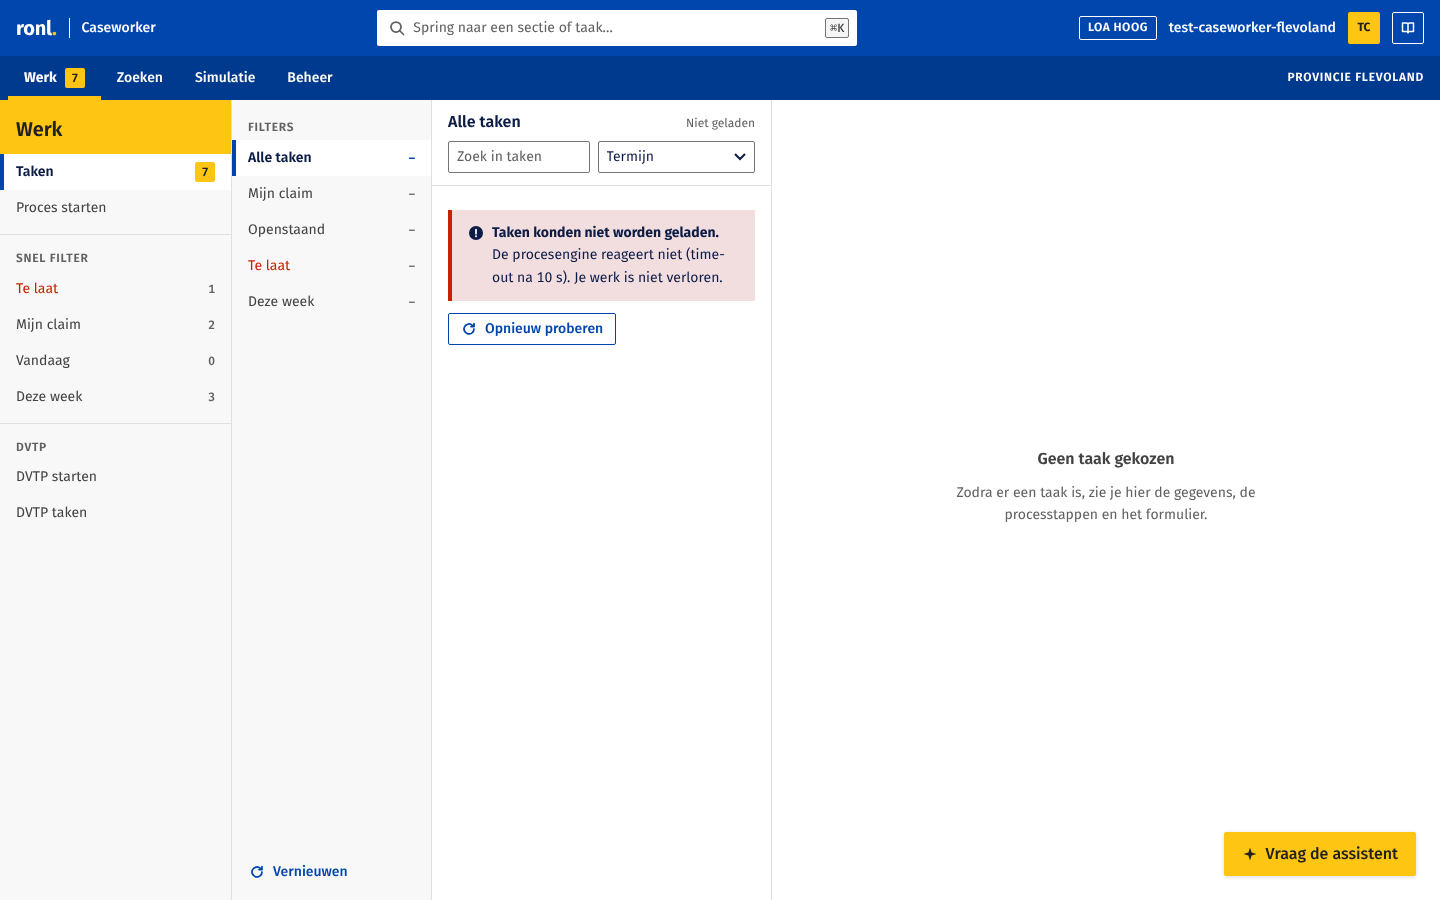 ronl.
Caseworker
Spring naar een sectie of taak...
⌘K
LOA HOOG
test-caseworker-flevoland
TC
Werk 7
Zoeken
Simulatie
Beheer
PROVINCIE FLEVOLAND
Werk
Taken 7
Proces starten
SNEL FILTER
Te laat 1
Mijn claim 2
Vandaag 0
Deze week 3
DVTP
DVTP starten
DVTP taken
FILTERS
Alle taken –
Mijn claim –
Openstaand –
Te laat –
Deze week –
Vernieuwen
Alle taken
Niet geladen
Zoek in taken
Termijn
Taken konden niet worden geladen.
De procesengine reageert niet (time-
out na 10 s). Je werk is niet verloren.
Opnieuw proberen
Geen taak gekozen
Zodra er een taak is, zie je hier de gegevens, de
processtappen en het formulier.
Vraag de assistent